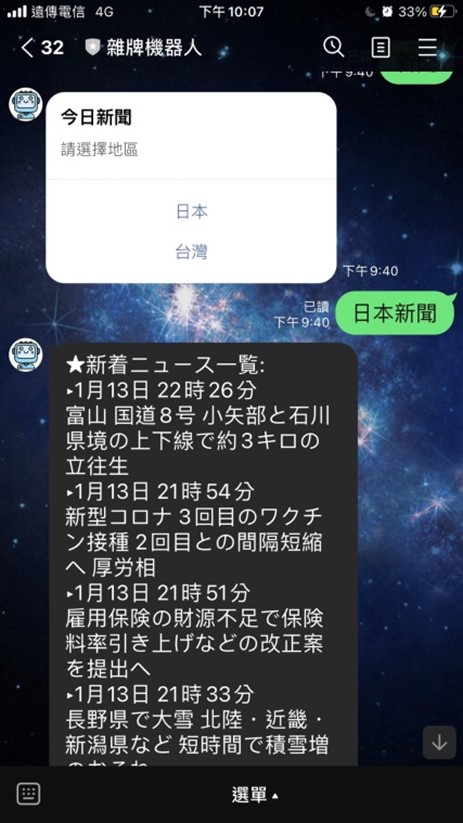 遠傳電信 4G 下午10:07 33%
32 雜牌機器人
下午9:40
今日新聞
請選擇地區
日本
台灣
下午9:40
已讀
下午9:40
日本新聞
★新着ニュース一覧:
▸1月13日 22時26分
富山 国道8号 小矢部と石川
県境の上下線で約3キロの
立往生
▸1月13日 21時54分
新型コロナ 3回目のワクチ
ン接種 2回目との間隔短縮
へ 厚労相
▸1月13日 21時51分
雇用保険の財源不足で保険
料率引き上げなどの改正案
を提出へ
▸1月13日 21時33分
長野県で大雪 北陸・近畿・
新潟県など 短時間で積雪増
選單▴